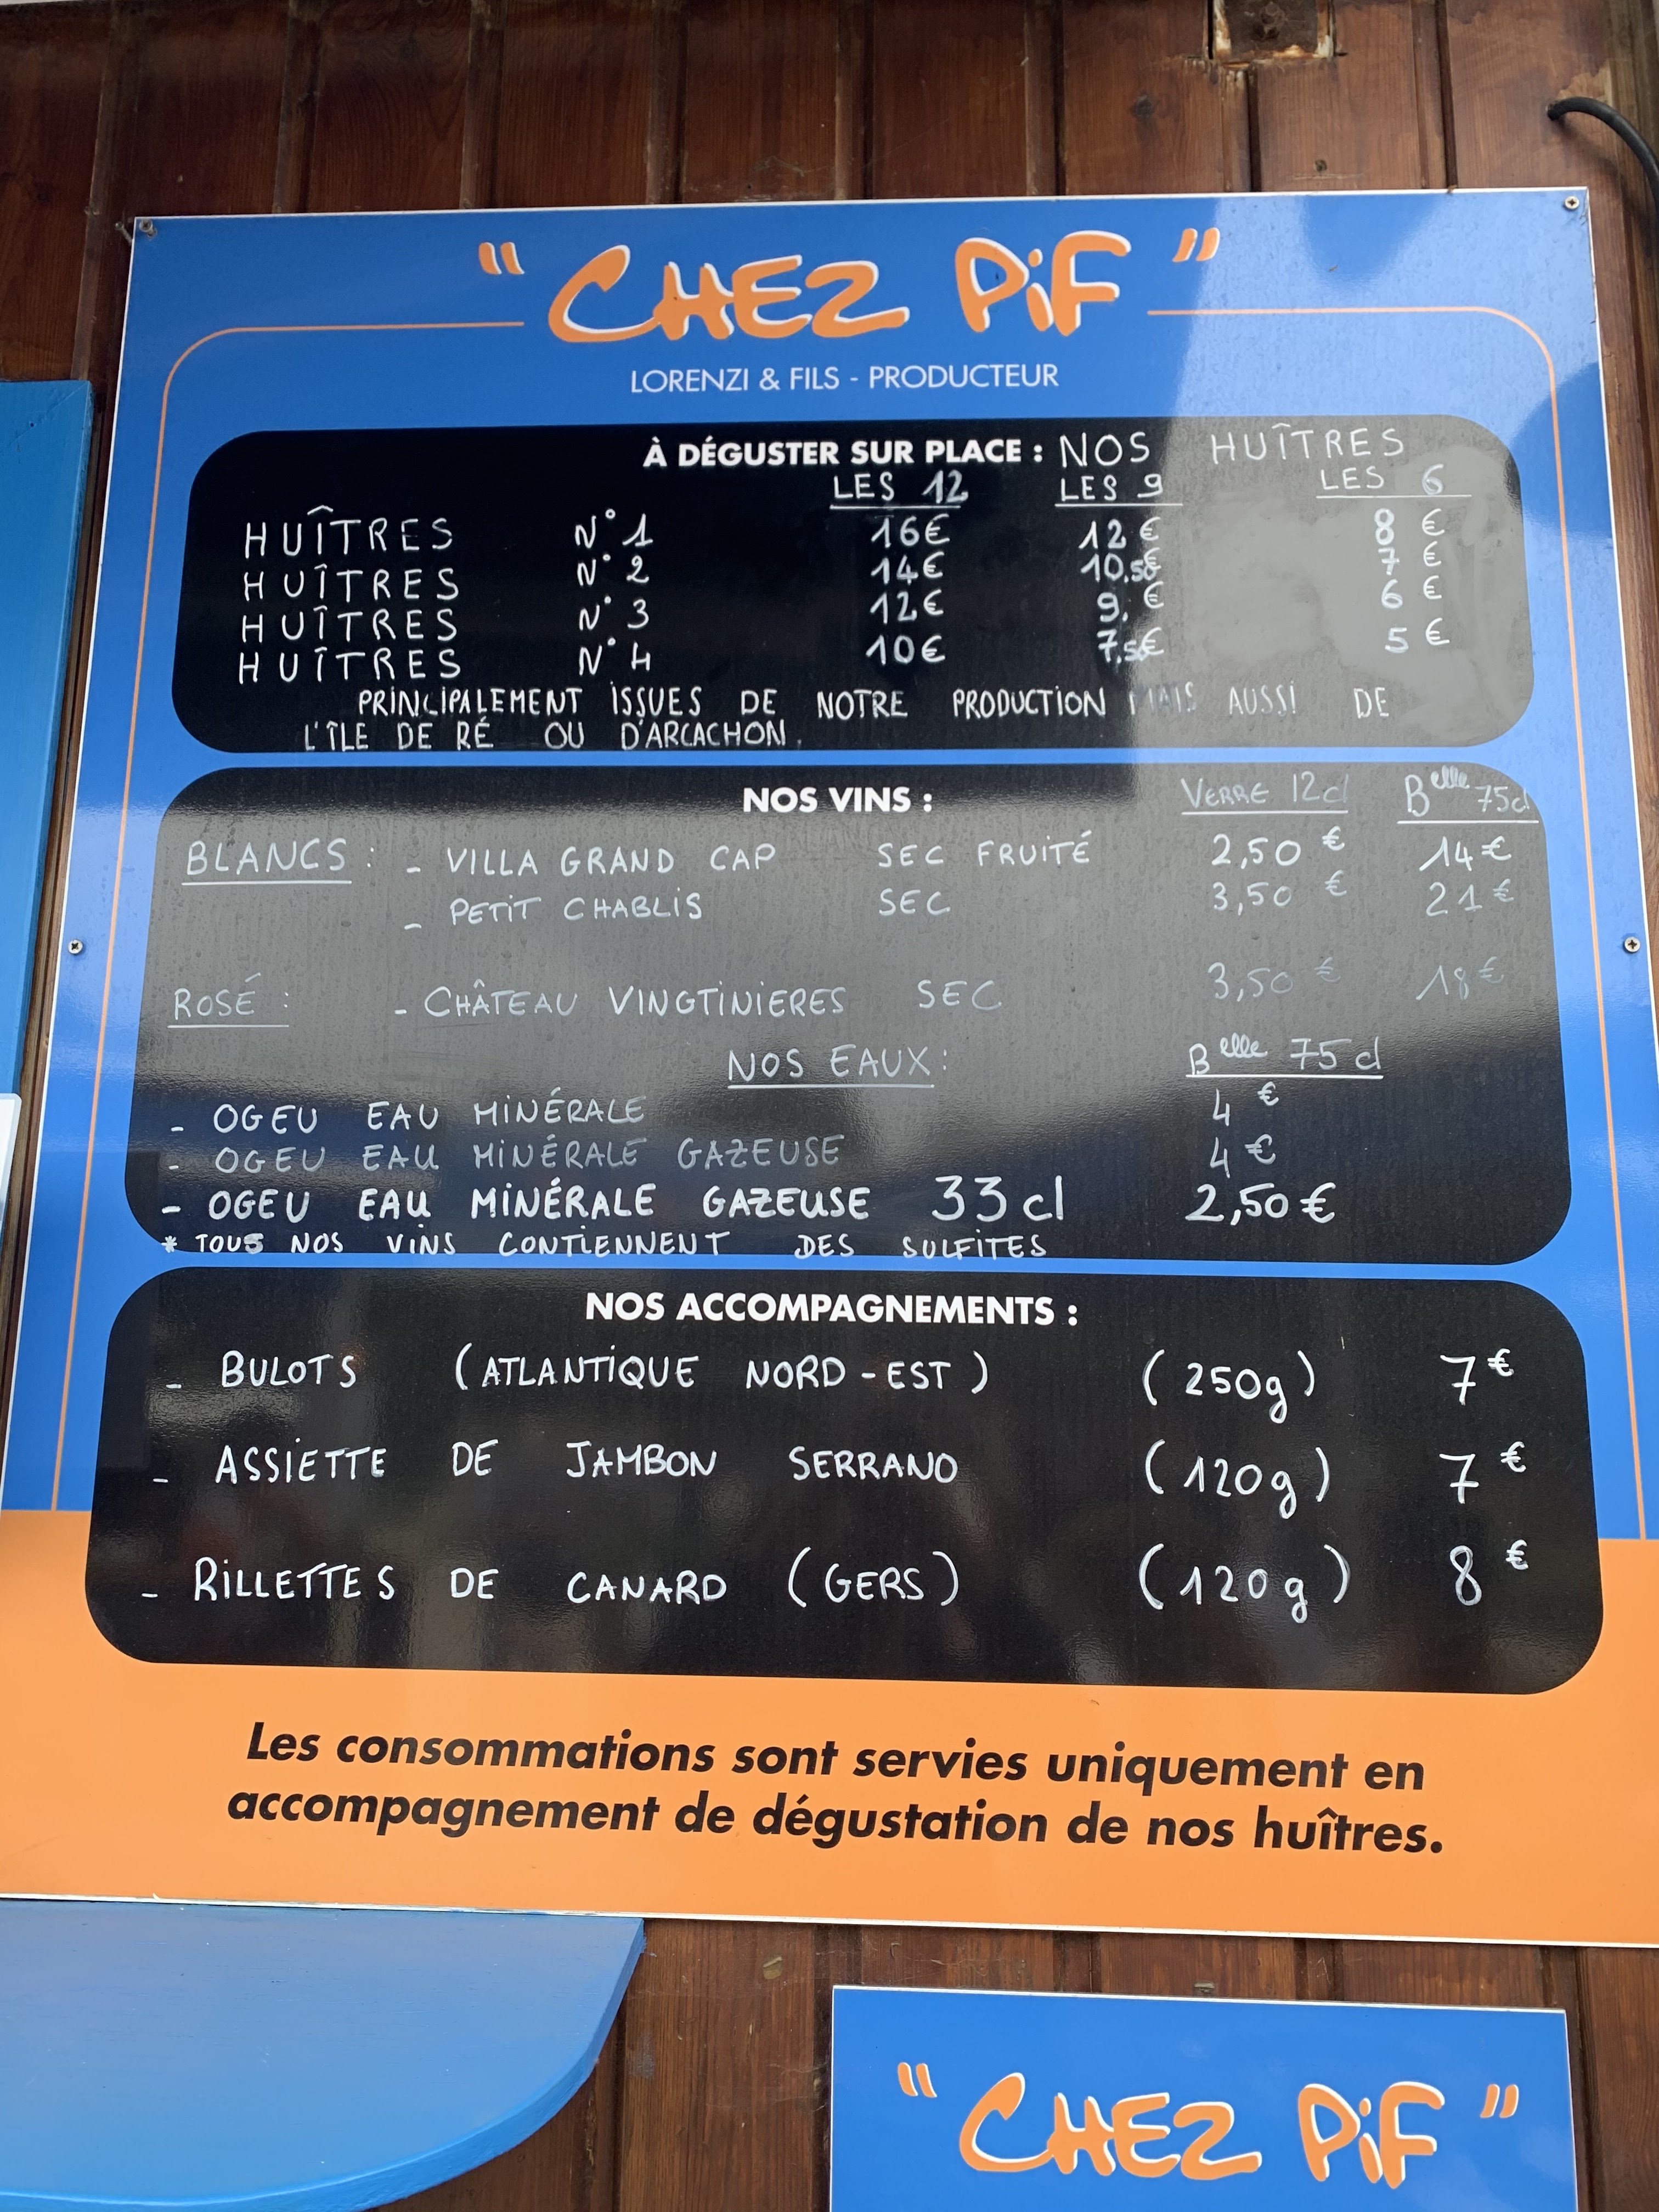 "CHEZ PiF"
LORENZI & FILS - PRODUCTEUR
À DÉGUSTER SUR PLACE : NOS HUÎTRES
LES 12 LES 9 LES 6
HUÎTRES N° 1 16€ 12€ 8 €
HUÎTRES N° 2 14€ 10,50€ 7 €
HUÎTRES N° 3 12€ 9,€ 6 €
HUÎTRES N° 4 10€ 7,50€ 5 €
PRINCIPALEMENT ISSUES DE NOTRE PRODUCTION MAIS AUSSI DE
L'ÎLE DE RÉ OU D'ARCACHON.
NOS VINS : VERRE 12cl Belle 75cl
BLANCS : - VILLA GRAND CAP SEC FRUITÉ 2,50 € 14€
- PETIT CHABLIS SEC 3,50 € 21€
ROSÉ : - CHÂTEAU VINGTINIERES SEC 3,50 € 18€
NOS EAUX : Belle 75cl
- OGEU EAU MINÉRALE 4 €
- OGEU EAU MINÉRALE GAZEUSE 4€
- OGEU EAU MINÉRALE GAZEUSE 33cl 2,50€
* TOUS NOS VINS CONTIENNENT DES SULFITES
NOS ACCOMPAGNEMENTS :
- BULOTS (ATLANTIQUE NORD-EST) (250g) 7€
- ASSIETTE DE JAMBON SERRANO (120g) 7€
- RILLETTES DE CANARD (GERS) (120g) 8€
Les consommations sont servies uniquement en
accompagnement de dégustation de nos huîtres.
"CHEZ PiF"